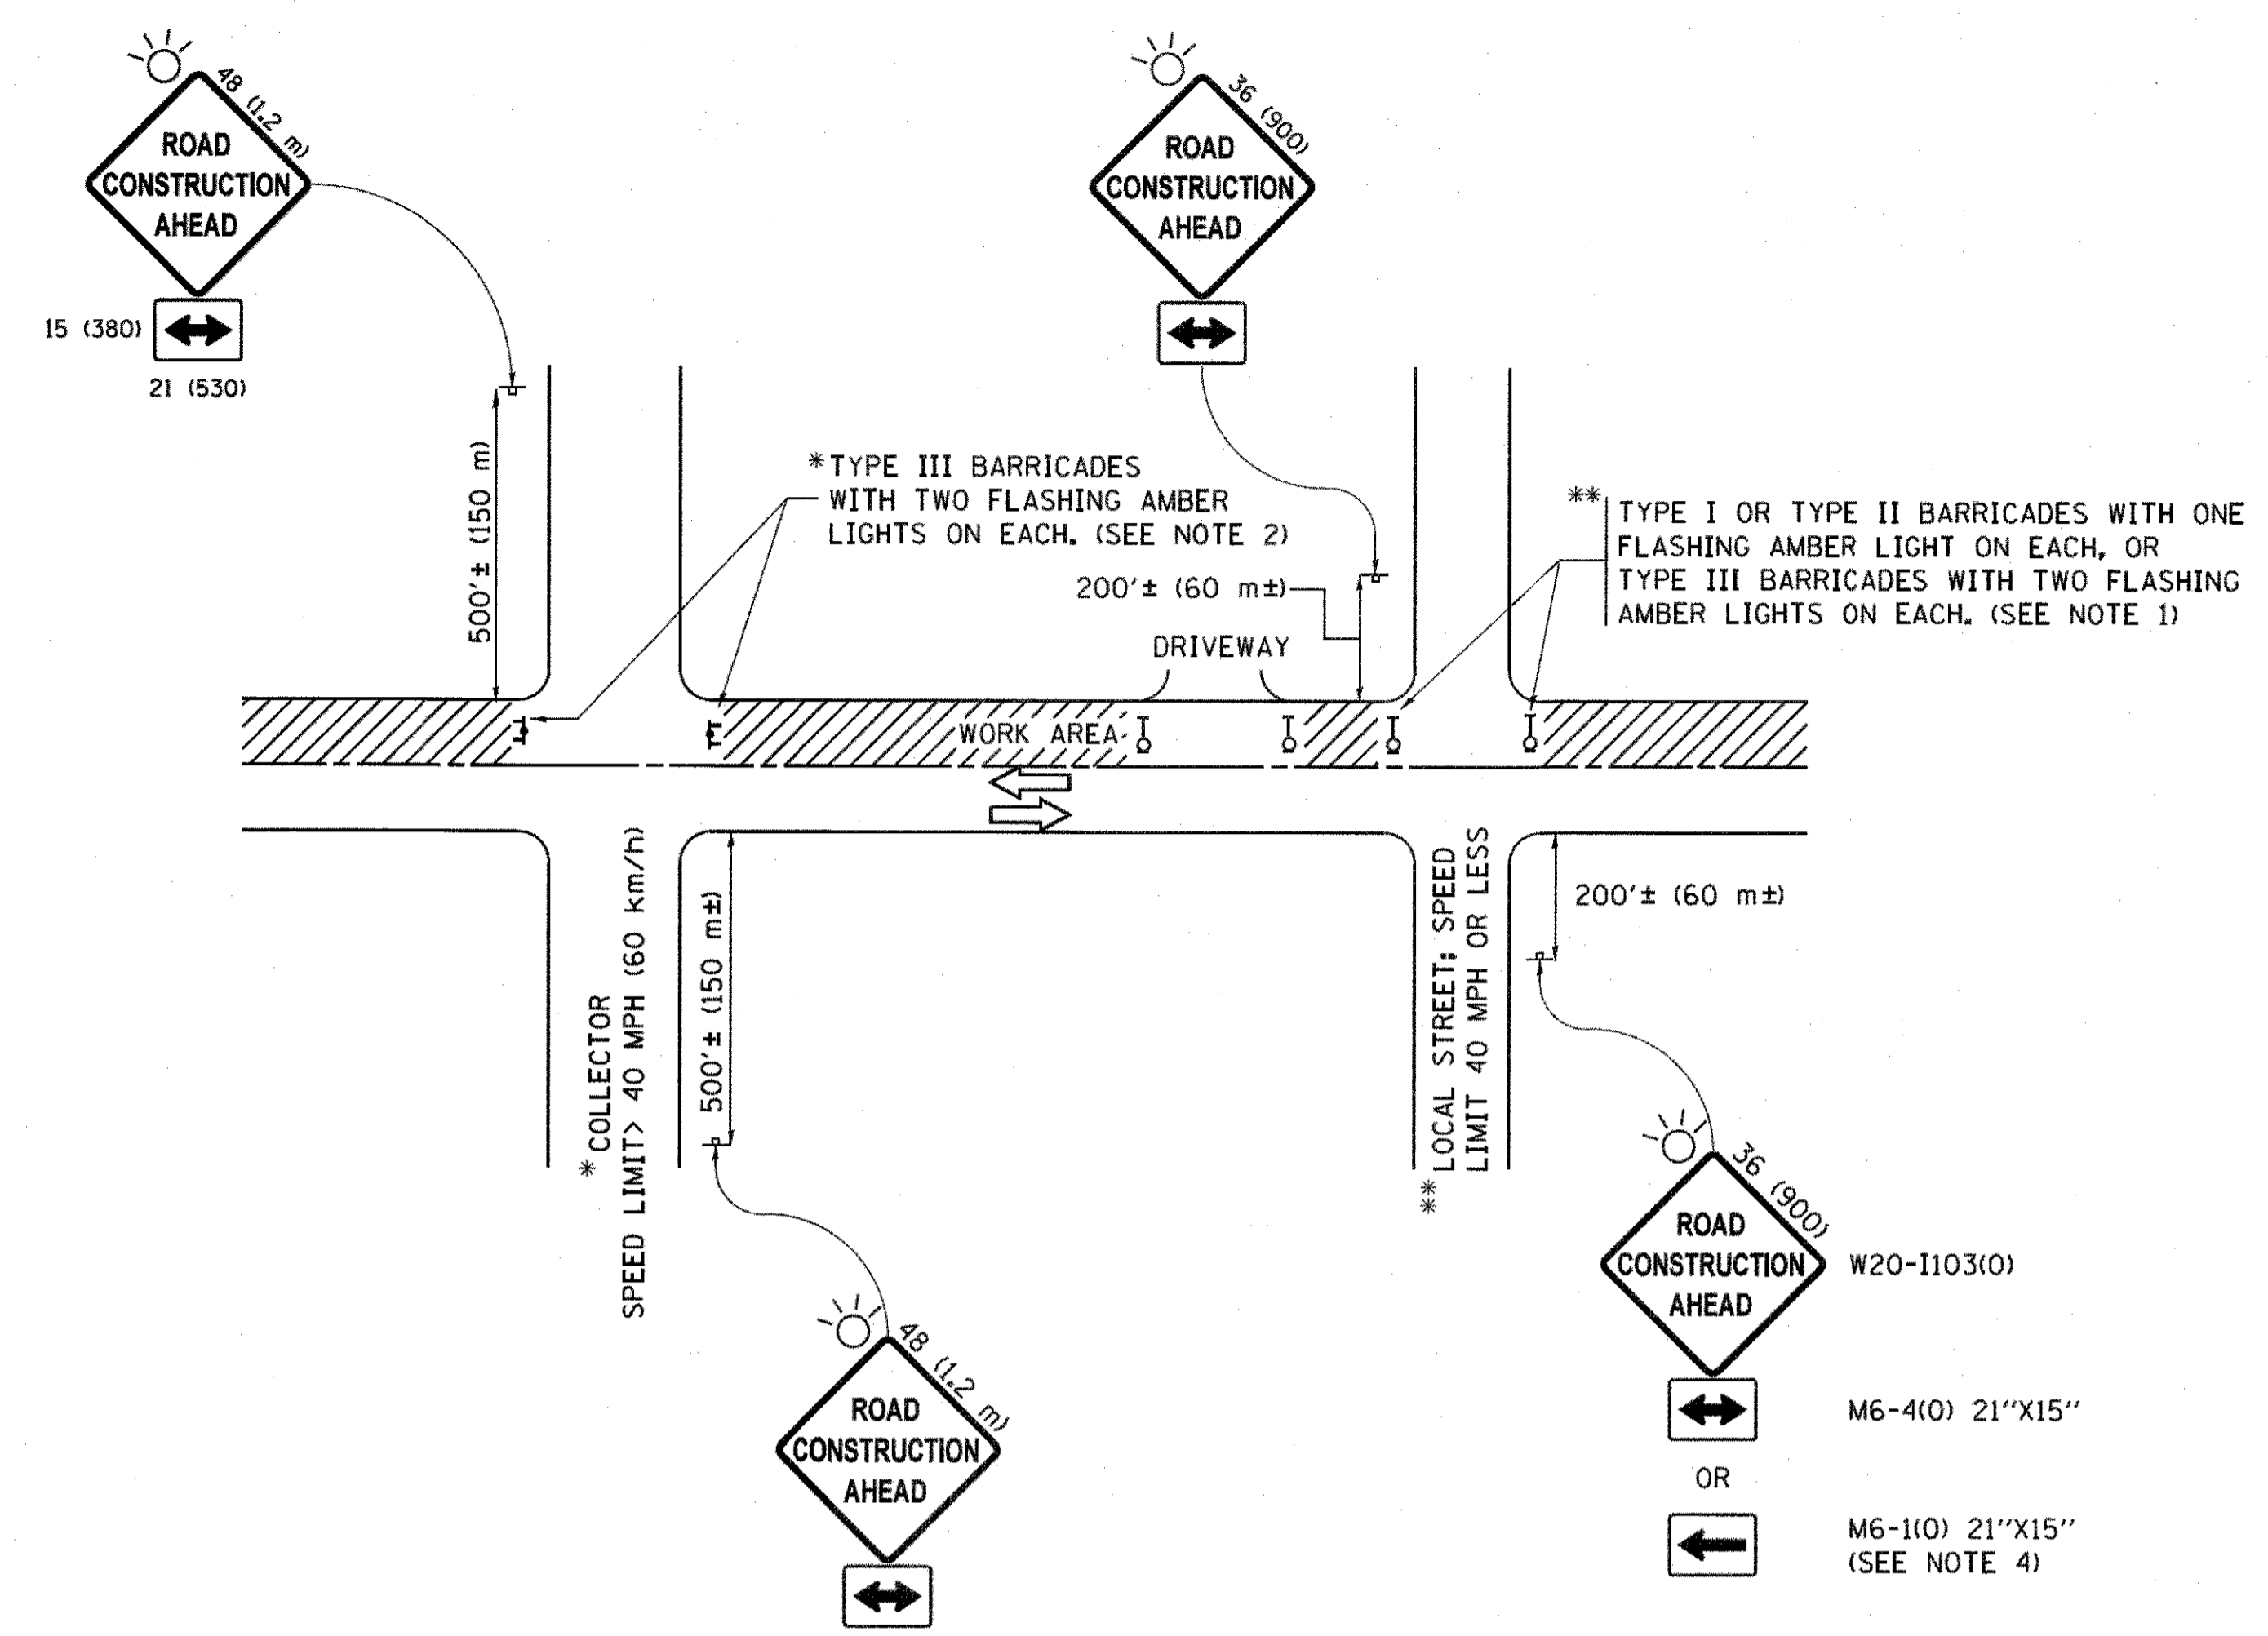 48 (1.2 m)
ROAD
CONSTRUCTION
AHEAD
15 (380)
21 (530)
36 (900)
ROAD
CONSTRUCTION
AHEAD
500'± (150 m)
*TYPE III BARRICADES
WITH TWO FLASHING AMBER
LIGHTS ON EACH. (SEE NOTE 2)
200'± (60 m±)
DRIVEWAY
**
TYPE I OR TYPE II BARRICADES WITH ONE
FLASHING AMBER LIGHT ON EACH, OR
TYPE III BARRICADES WITH TWO FLASHING
AMBER LIGHTS ON EACH. (SEE NOTE 1)
WORK AREA
*COLLECTOR
SPEED LIMIT> 40 MPH (60 km/h)
500'± (150 m±)
** LOCAL STREET; SPEED
LIMIT 40 MPH OR LESS
200'± (60 m±)
48 (1.2 m)
ROAD
CONSTRUCTION
AHEAD
36 (900)
ROAD
CONSTRUCTION
AHEAD
W20-I103(O)
M6-4(O) 21"X15"
OR
M6-1(O) 21"X15"
(SEE NOTE 4)